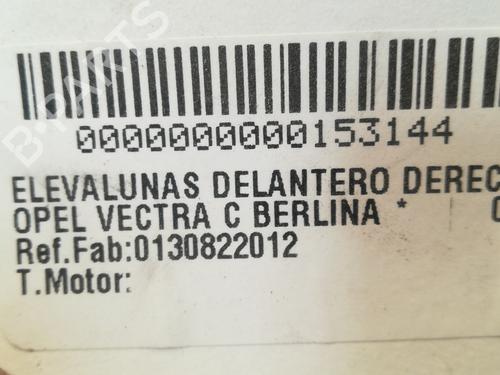 0000000000153144
ELEVALUNAS DELANTERO DEREC
OPEL VECTRA C BERLINA *
Ref.Fab:0130822012
T.Motor:
B-PARTS